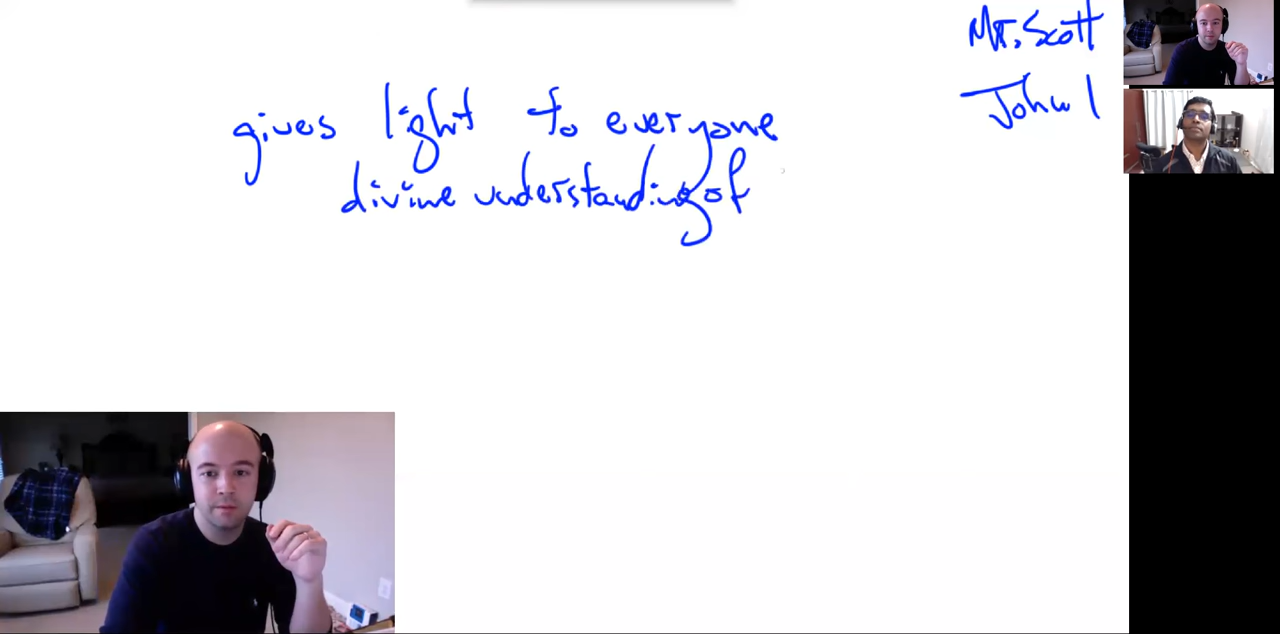 Mr. Scott
John 1
gives light to everyone
divine understanding of